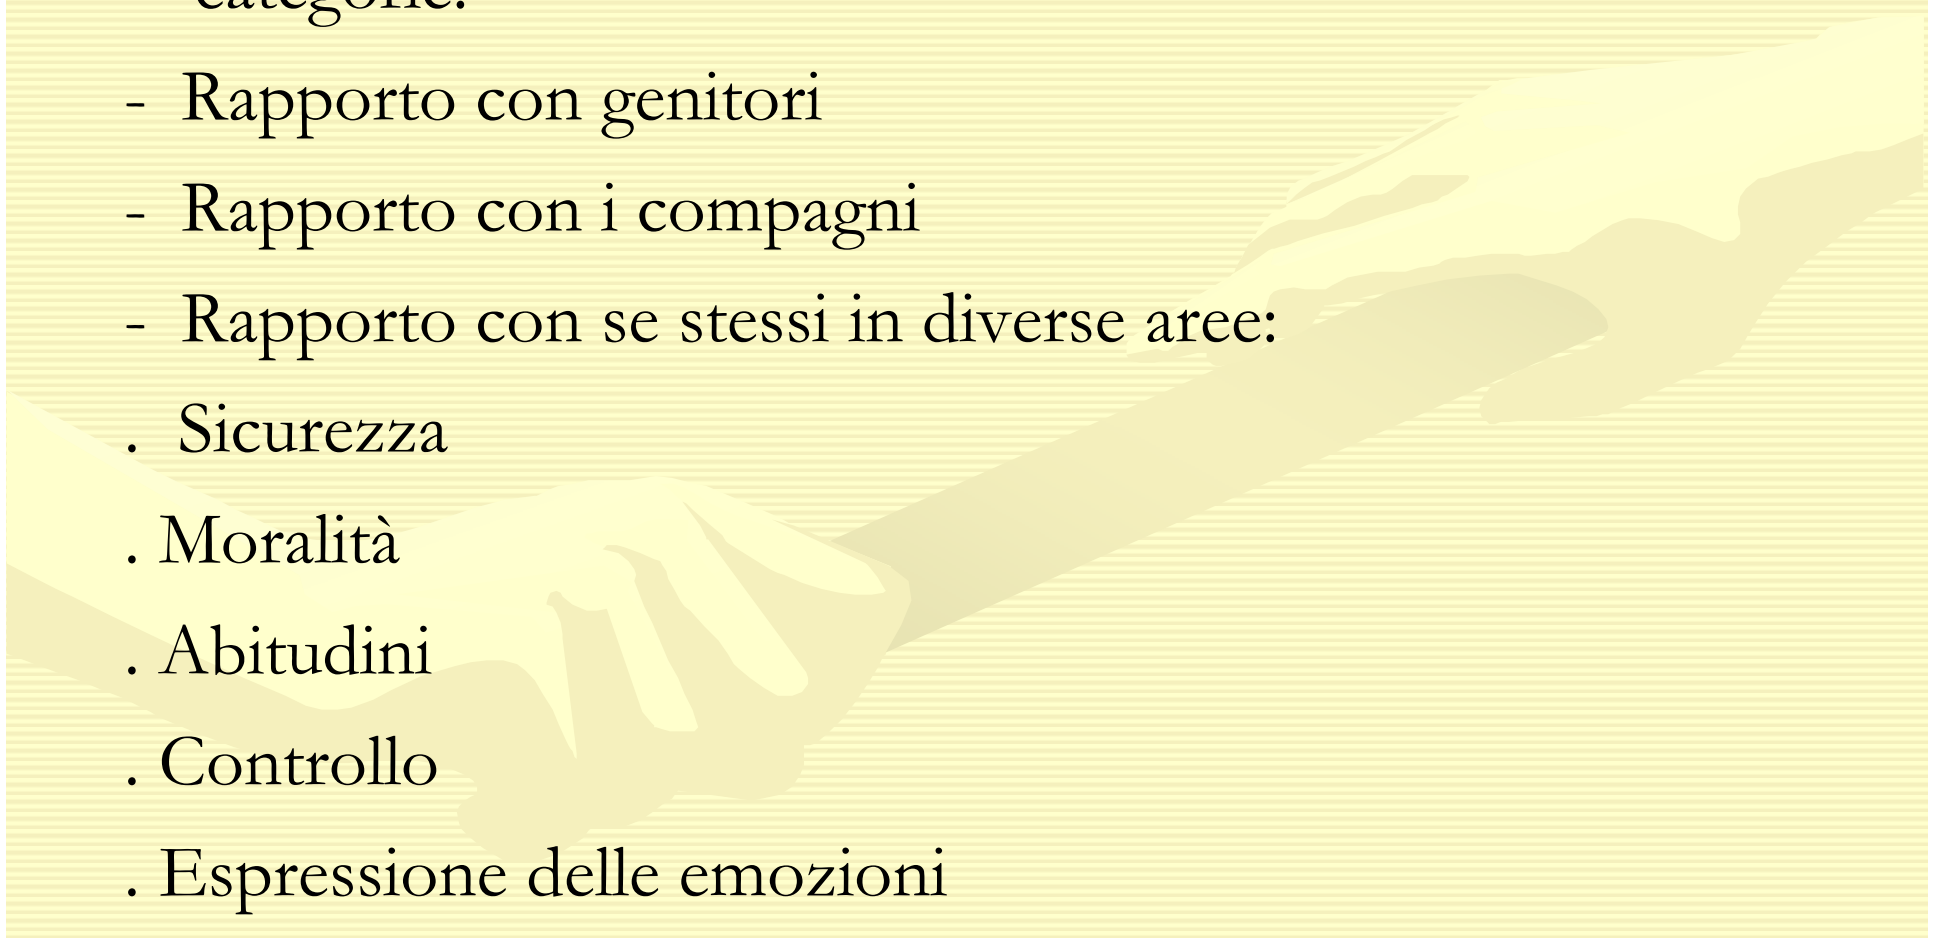 categorie:
- Rapporto con genitori
- Rapporto con i compagni
- Rapporto con se stessi in diverse aree:
. Sicurezza
. Moralità
. Abitudini
. Controllo
. Espressione delle emozioni